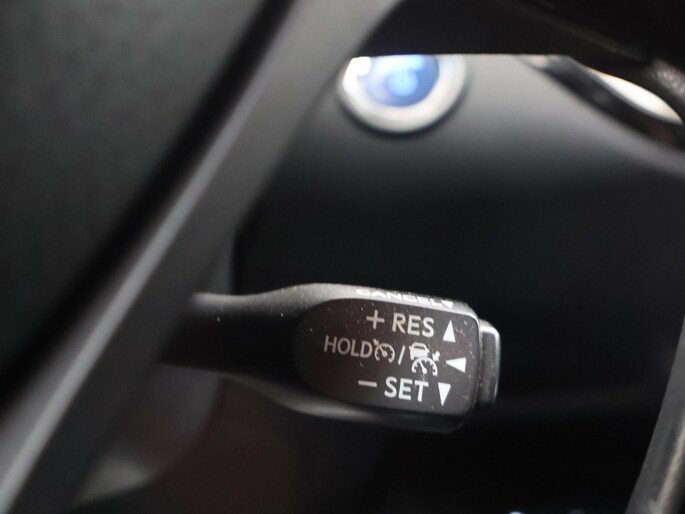 CANCEL
+ RES ▲
HOLD / ◀
− SET ▼